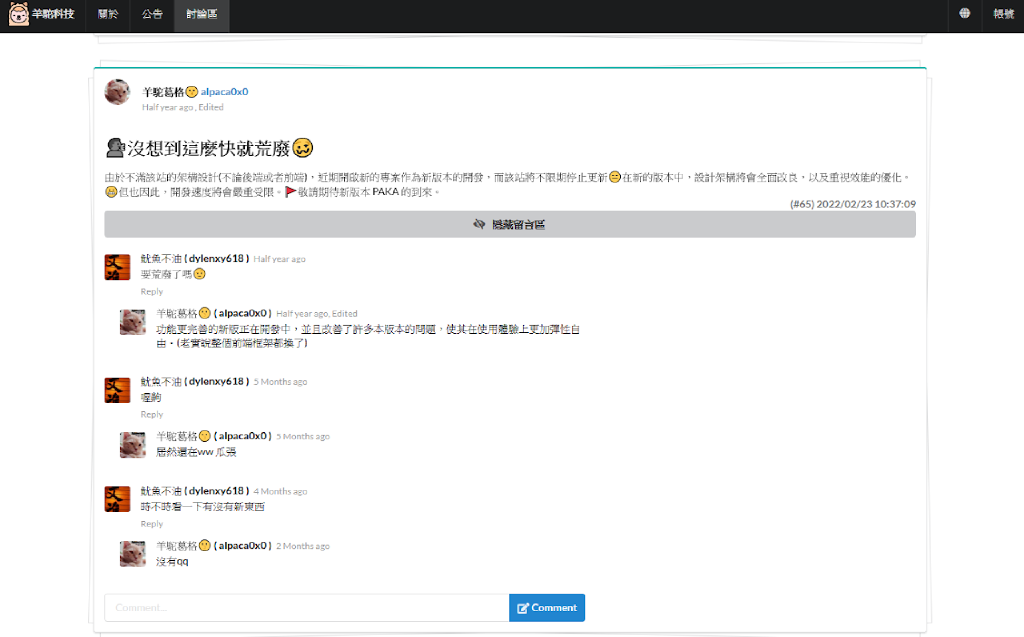 羊駝科技 關於 公告 討論區 帳號
羊駝葛格🤫 alpaca0x0
Half year ago , Edited
沒想到這麼快就荒廢🥴
由於不滿該站的架構設計(不論後端或者前端)，近期開啟新的專案作為新版本的開發，而該站將不限期停止更新😑在新的版本中，設計架構將會全面改良，以及重視效能的優化。
😂但也因此，開發速度將會嚴重受限。🚩敬請期待新版本 PAKA 的到來。
(#65) 2022/02/23 10:37:09
隱藏留言區
魷魚不油 ( dylenxy618 ) Half year ago
要荒廢了嗎🫡
Reply
羊駝葛格🤫 ( alpaca0x0 ) Half year ago, Edited
功能更完善的新版正在開發中，並且改善了許多本版本的問題，使其在使用體驗上更加彈性自
由。(老實說整個前端框架都換了)
魷魚不油 ( dylenxy618 ) 5 Months ago
喔齁
Reply
羊駝葛格🤫 ( alpaca0x0 ) 5 Months ago
居然還在ww 瓜張
魷魚不油 ( dylenxy618 ) 4 Months ago
時不時看一下有沒有新東西
Reply
羊駝葛格🤫 ( alpaca0x0 ) 2 Months ago
沒有qq
Comment...
Comment